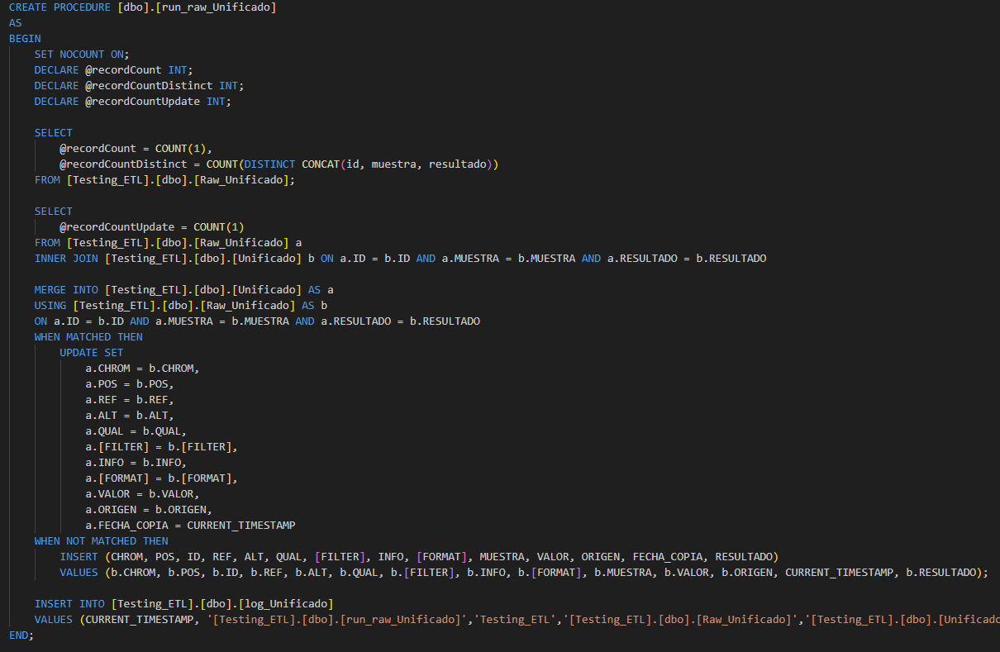 CREATE PROCEDURE [dbo].[run_raw_Unificado]
AS
BEGIN
    SET NOCOUNT ON;
    DECLARE @recordCount INT;
    DECLARE @recordCountDistinct INT;
    DECLARE @recordCountUpdate INT;

    SELECT
        @recordCount = COUNT(1),
        @recordCountDistinct = COUNT(DISTINCT CONCAT(id, muestra, resultado))
    FROM [Testing_ETL].[dbo].[Raw_Unificado];

    SELECT
        @recordCountUpdate = COUNT(1)
    FROM [Testing_ETL].[dbo].[Raw_Unificado] a
    INNER JOIN [Testing_ETL].[dbo].[Unificado] b ON a.ID = b.ID AND a.MUESTRA = b.MUESTRA AND a.RESULTADO = b.RESULTADO

    MERGE INTO [Testing_ETL].[dbo].[Unificado] AS a
    USING [Testing_ETL].[dbo].[Raw_Unificado] AS b
    ON a.ID = b.ID AND a.MUESTRA = b.MUESTRA AND a.RESULTADO = b.RESULTADO
    WHEN MATCHED THEN
        UPDATE SET
            a.CHROM = b.CHROM,
            a.POS = b.POS,
            a.REF = b.REF,
            a.ALT = b.ALT,
            a.QUAL = b.QUAL,
            a.[FILTER] = b.[FILTER],
            a.INFO = b.INFO,
            a.[FORMAT] = b.[FORMAT],
            a.VALOR = b.VALOR,
            a.ORIGEN = b.ORIGEN,
            a.FECHA_COPIA = CURRENT_TIMESTAMP
    WHEN NOT MATCHED THEN
        INSERT (CHROM, POS, ID, REF, ALT, QUAL, [FILTER], INFO, [FORMAT], MUESTRA, VALOR, ORIGEN, FECHA_COPIA, RESULTADO)
        VALUES (b.CHROM, b.POS, b.ID, b.REF, b.ALT, b.QUAL, b.[FILTER], b.INFO, b.[FORMAT], b.MUESTRA, b.VALOR, b.ORIGEN, CURRENT_TIMESTAMP, b.RESULTADO);

    INSERT INTO [Testing_ETL].[dbo].[log_Unificado]
    VALUES (CURRENT_TIMESTAMP, '[Testing_ETL].[dbo].[run_raw_Unificado]','Testing_ETL','[Testing_ETL].[dbo].[Raw_Unificado]','[Testing_ETL].[dbo].[Unificado
END;